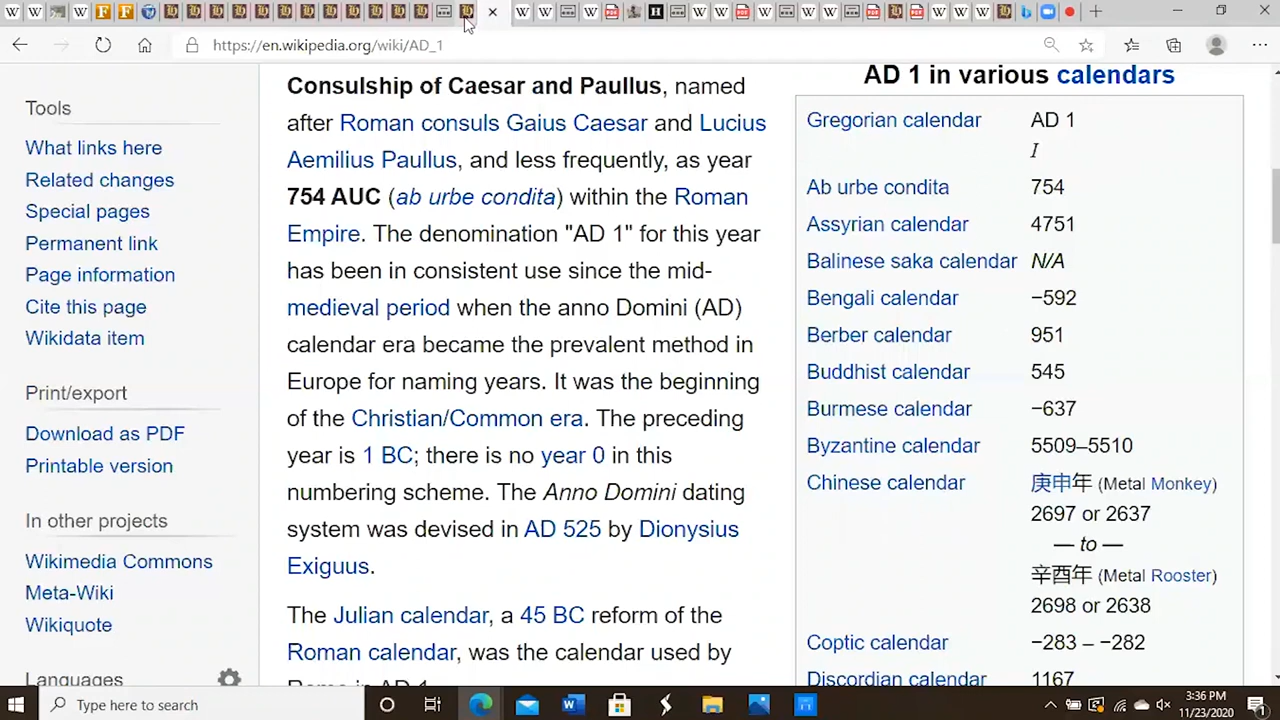 https://en.wikipedia.org/wiki/AD_1
Tools
What links here
Related changes
Special pages
Permanent link
Page information
Cite this page
Wikidata item
Print/export
Download as PDF
Printable version
In other projects
Wikimedia Commons
Meta-Wiki
Wikiquote
Languages
Consulship of Caesar and Paullus, named
after Roman consuls Gaius Caesar and Lucius
Aemilius Paullus, and less frequently, as year
754 AUC (ab urbe condita) within the Roman
Empire. The denomination "AD 1" for this year
has been in consistent use since the mid-
medieval period when the anno Domini (AD)
calendar era became the prevalent method in
Europe for naming years. It was the beginning
of the Christian/Common era. The preceding
year is 1 BC; there is no year 0 in this
numbering scheme. The Anno Domini dating
system was devised in AD 525 by Dionysius
Exiguus.
The Julian calendar, a 45 BC reform of the
Roman calendar, was the calendar used by
Rome in AD 1.
AD 1 in various calendars
Gregorian calendar AD 1
I
Ab urbe condita 754
Assyrian calendar 4751
Balinese saka calendar N/A
Bengali calendar −592
Berber calendar 951
Buddhist calendar 545
Burmese calendar −637
Byzantine calendar 5509–5510
Chinese calendar 庚申年 (Metal Monkey)
2697 or 2637
— to —
辛酉年 (Metal Rooster)
2698 or 2638
Coptic calendar −283 – −282
Discordian calendar 1167
Type here to search
3:36 PM
11/23/2020